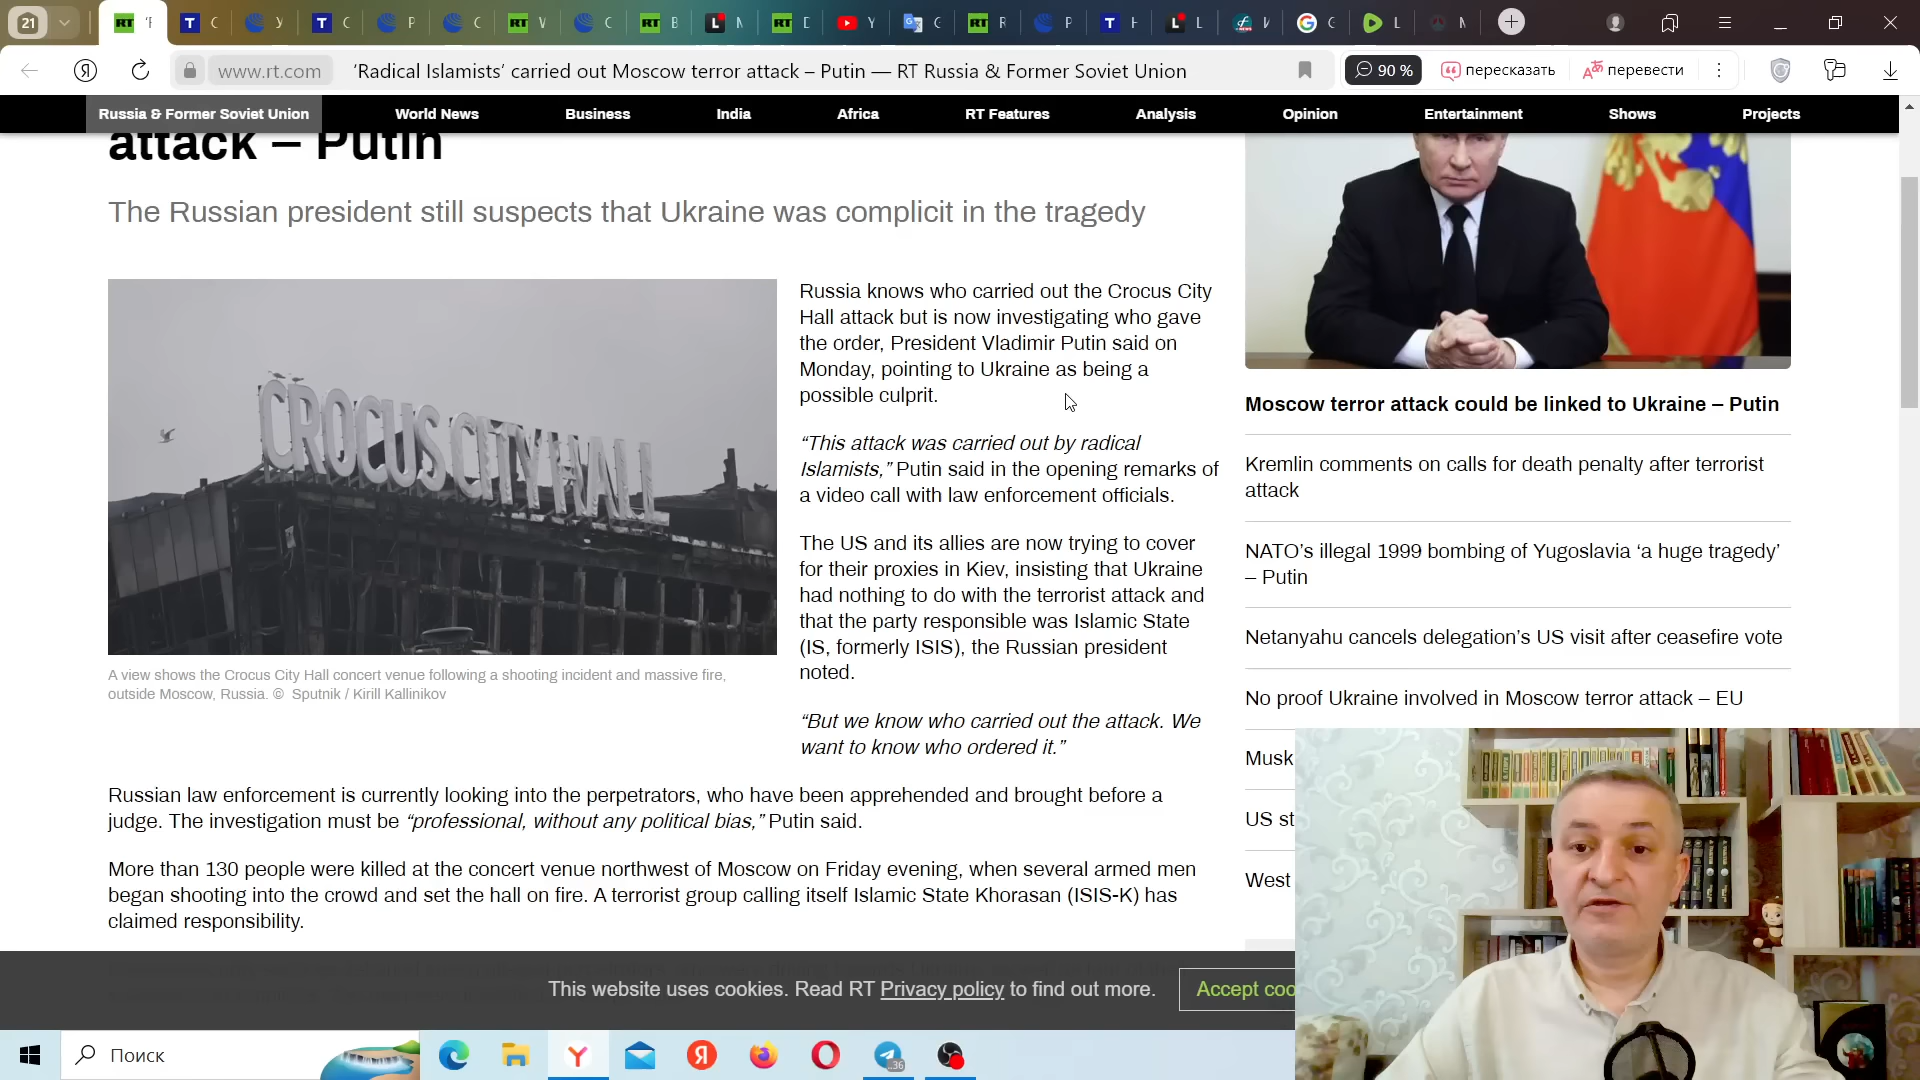 21
RT
T
С
У
T
С
Р
С
RT
С
RT
B
L
RT
RT
R
Р
T
L
G
www.rt.com
'Radical Islamists' carried out Moscow terror attack – Putin — RT Russia & Former Soviet Union
90 %
пересказать
перевести
Russia & Former Soviet Union
World News
Business
India
Africa
RT Features
Analysis
Opinion
Entertainment
Shows
Projects
attack – Putin
The Russian president still suspects that Ukraine was complicit in the tragedy
CROCUS CITY HALL
A view shows the Crocus City Hall concert venue following a shooting incident and massive fire,
outside Moscow, Russia. © Sputnik / Kirill Kallinikov
Russia knows who carried out the Crocus City
Hall attack but is now investigating who gave
the order, President Vladimir Putin said on
Monday, pointing to Ukraine as being a
possible culprit.
“This attack was carried out by radical
Islamists,” Putin said in the opening remarks of
a video call with law enforcement officials.
The US and its allies are now trying to cover
for their proxies in Kiev, insisting that Ukraine
had nothing to do with the terrorist attack and
that the party responsible was Islamic State
(IS, formerly ISIS), the Russian president
noted.
“But we know who carried out the attack. We
want to know who ordered it.”
Russian law enforcement is currently looking into the perpetrators, who have been apprehended and brought before a
judge. The investigation must be “professional, without any political bias,” Putin said.
More than 130 people were killed at the concert venue northwest of Moscow on Friday evening, when several armed men
began shooting into the crowd and set the hall on fire. A terrorist group calling itself Islamic State Khorasan (ISIS-K) has
claimed responsibility.
Moscow terror attack could be linked to Ukraine – Putin
Kremlin comments on calls for death penalty after terrorist
attack
NATO’s illegal 1999 bombing of Yugoslavia ‘a huge tragedy’
– Putin
Netanyahu cancels delegation’s US visit after ceasefire vote
No proof Ukraine involved in Moscow terror attack – EU
Musk
US st
West
This website uses cookies. Read RT Privacy policy to find out more.
Accept coo
Поиск